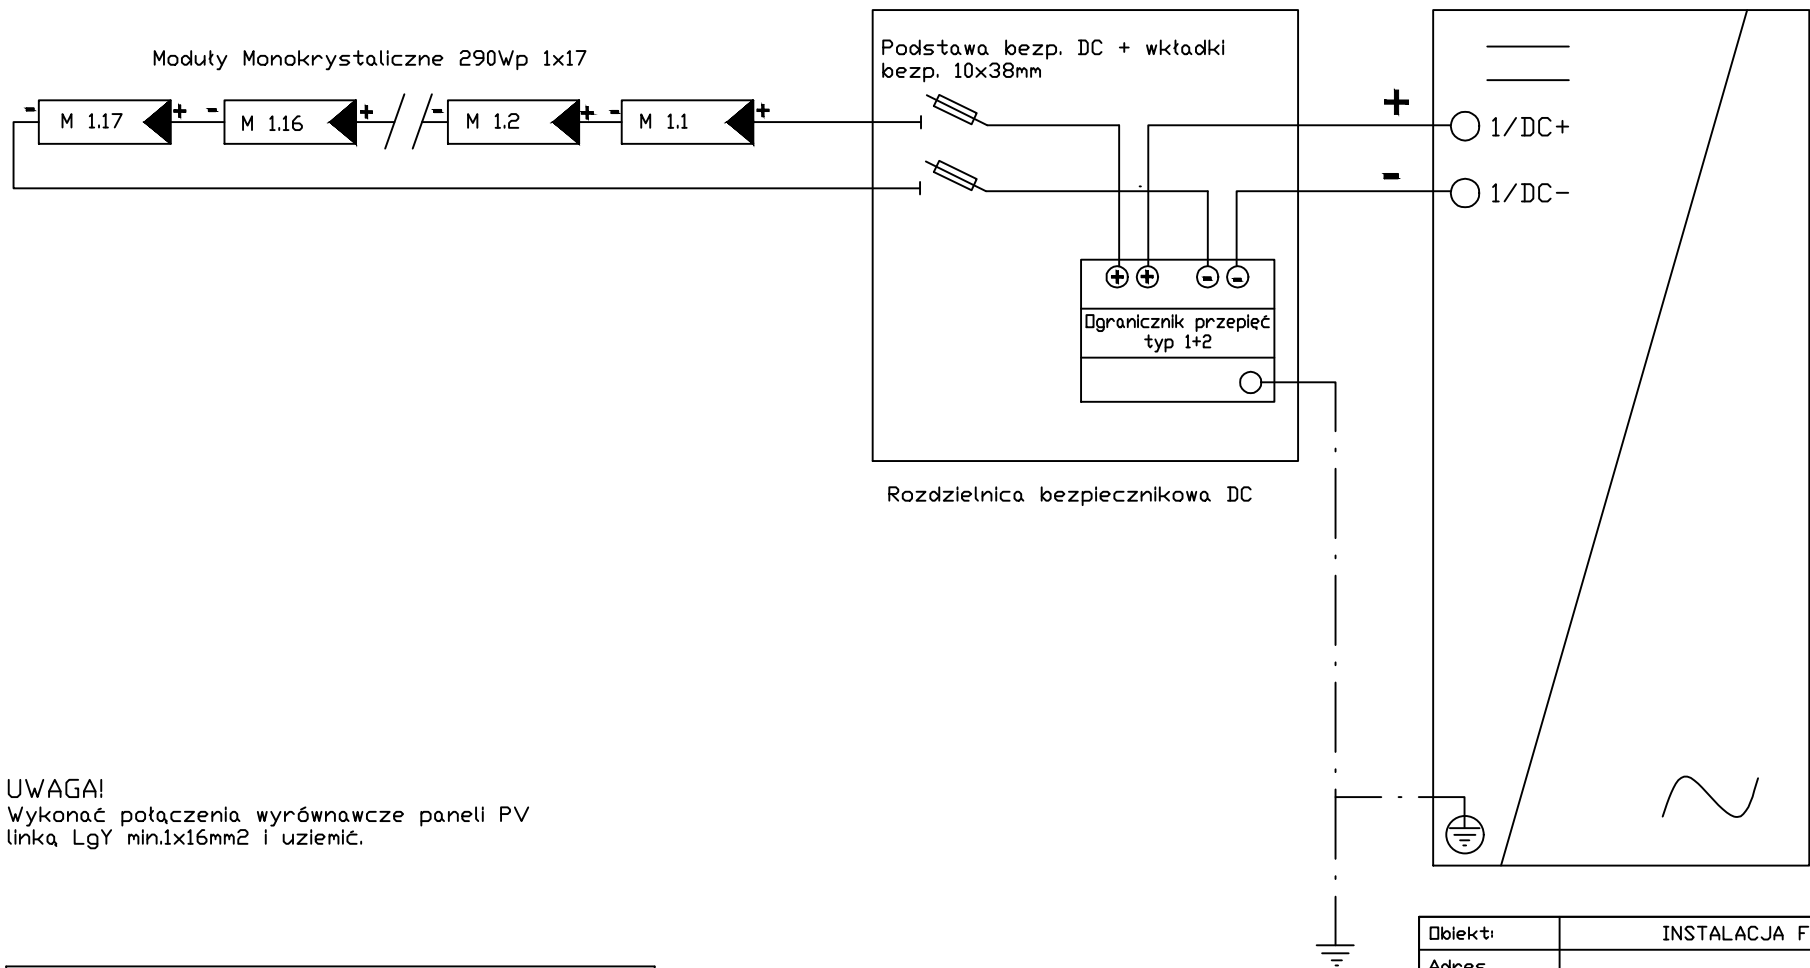 Moduły Monokrystaliczne 290Wp 1x17
- M 1.17 + - M 1.16 + - M 1.2 + - M 1.1 +
Podstawa bezp. DC + wkładki
bezp. 10x38mm
+
1/DC+
-
1/DC-
+ + - -
Ogranicznik przepięć
typ 1+2
Rozdzielnica bezpiecznikowa DC
UWAGA!
Wykonać połączenia wyrównawcze paneli PV
linką LgY min.1x16mm2 i uziemić.
Obiekt: INSTALACJA F
Adres